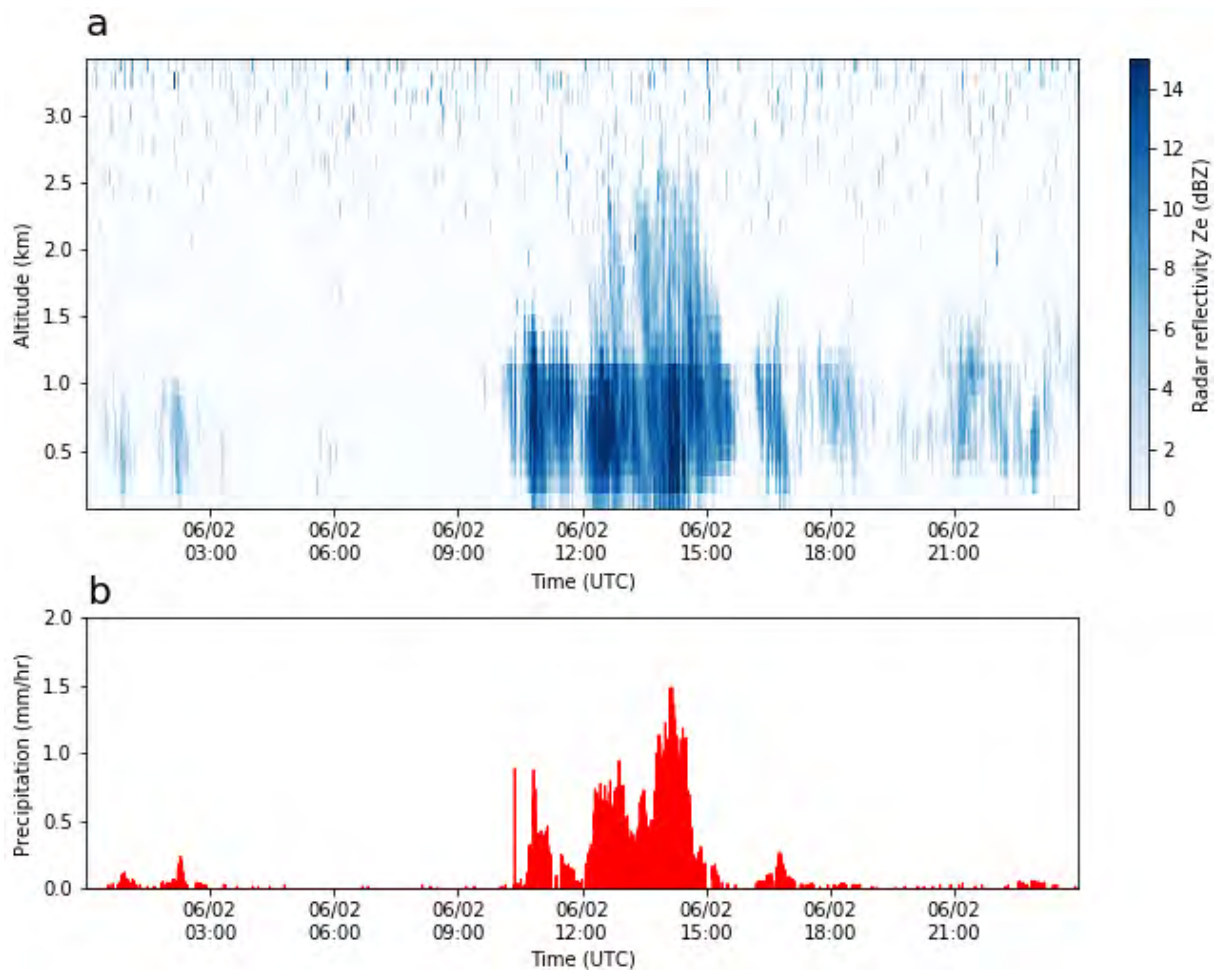 a
3.0
2.5
2.0
1.5
1.0
0.5
Altitude (km)
06/02 06/02 06/02 06/02 06/02 06/02 06/02
03:00 06:00 09:00 12:00 15:00 18:00 21:00
Time (UTC)
14
12
10
8
6
4
2
0
Radar reflectivity Ze (dBZ)
b
2.0
1.5
1.0
0.5
0.0
Precipitation (mm/hr)
06/02 06/02 06/02 06/02 06/02 06/02 06/02
03:00 06:00 09:00 12:00 15:00 18:00 21:00
Time (UTC)